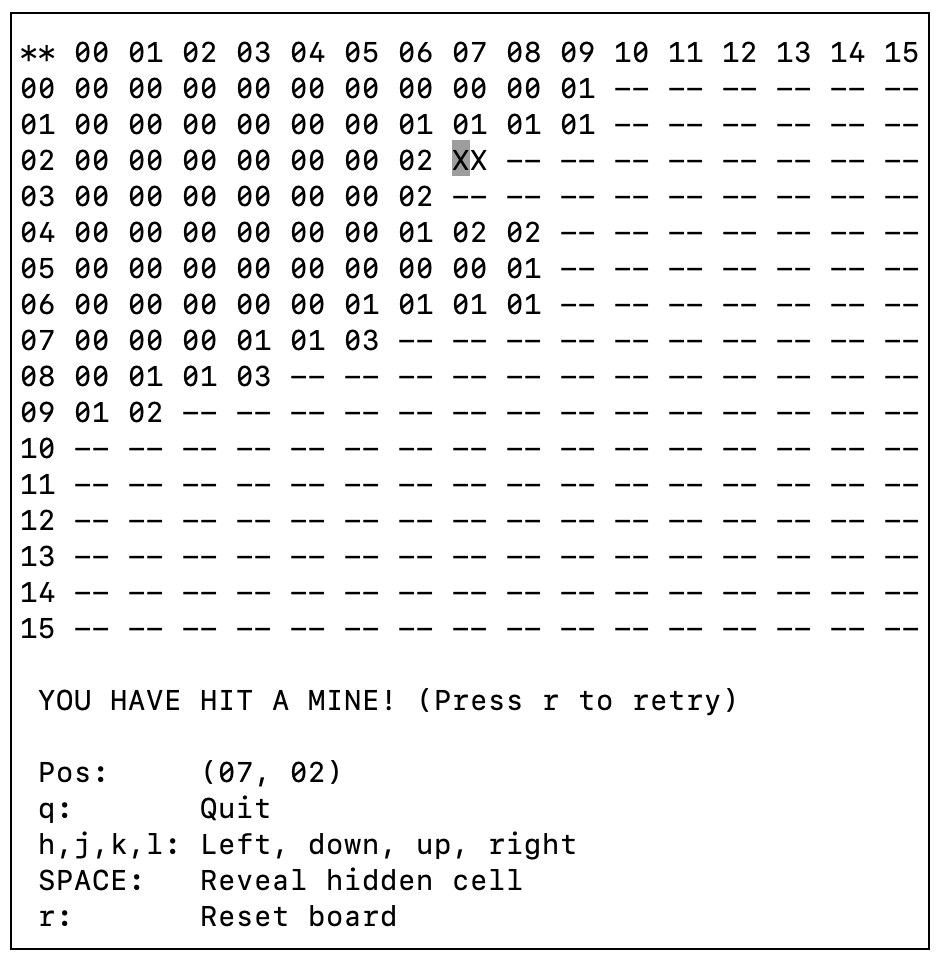 ** 00 01 02 03 04 05 06 07 08 09 10 11 12 13 14 15
00 00 00 00 00 00 00 00 00 00 01 -- -- -- -- -- --
01 00 00 00 00 00 00 01 01 01 01 -- -- -- -- -- --
02 00 00 00 00 00 00 02 XX -- -- -- -- -- -- -- --
03 00 00 00 00 00 00 02 -- -- -- -- -- -- -- -- --
04 00 00 00 00 00 00 01 02 02 -- -- -- -- -- -- --
05 00 00 00 00 00 00 00 00 01 -- -- -- -- -- -- --
06 00 00 00 00 00 01 01 01 01 -- -- -- -- -- -- --
07 00 00 00 01 01 03 -- -- -- -- -- -- -- -- -- --
08 00 01 01 03 -- -- -- -- -- -- -- -- -- -- -- --
09 01 02 -- -- -- -- -- -- -- -- -- -- -- -- -- --
10 -- -- -- -- -- -- -- -- -- -- -- -- -- -- -- --
11 -- -- -- -- -- -- -- -- -- -- -- -- -- -- -- --
12 -- -- -- -- -- -- -- -- -- -- -- -- -- -- -- --
13 -- -- -- -- -- -- -- -- -- -- -- -- -- -- -- --
14 -- -- -- -- -- -- -- -- -- -- -- -- -- -- -- --
15 -- -- -- -- -- -- -- -- -- -- -- -- -- -- -- --
YOU HAVE HIT A MINE! (Press r to retry)
Pos:     (07, 02)
q:       Quit
h,j,k,l: Left, down, up, right
SPACE:   Reveal hidden cell
r:       Reset board